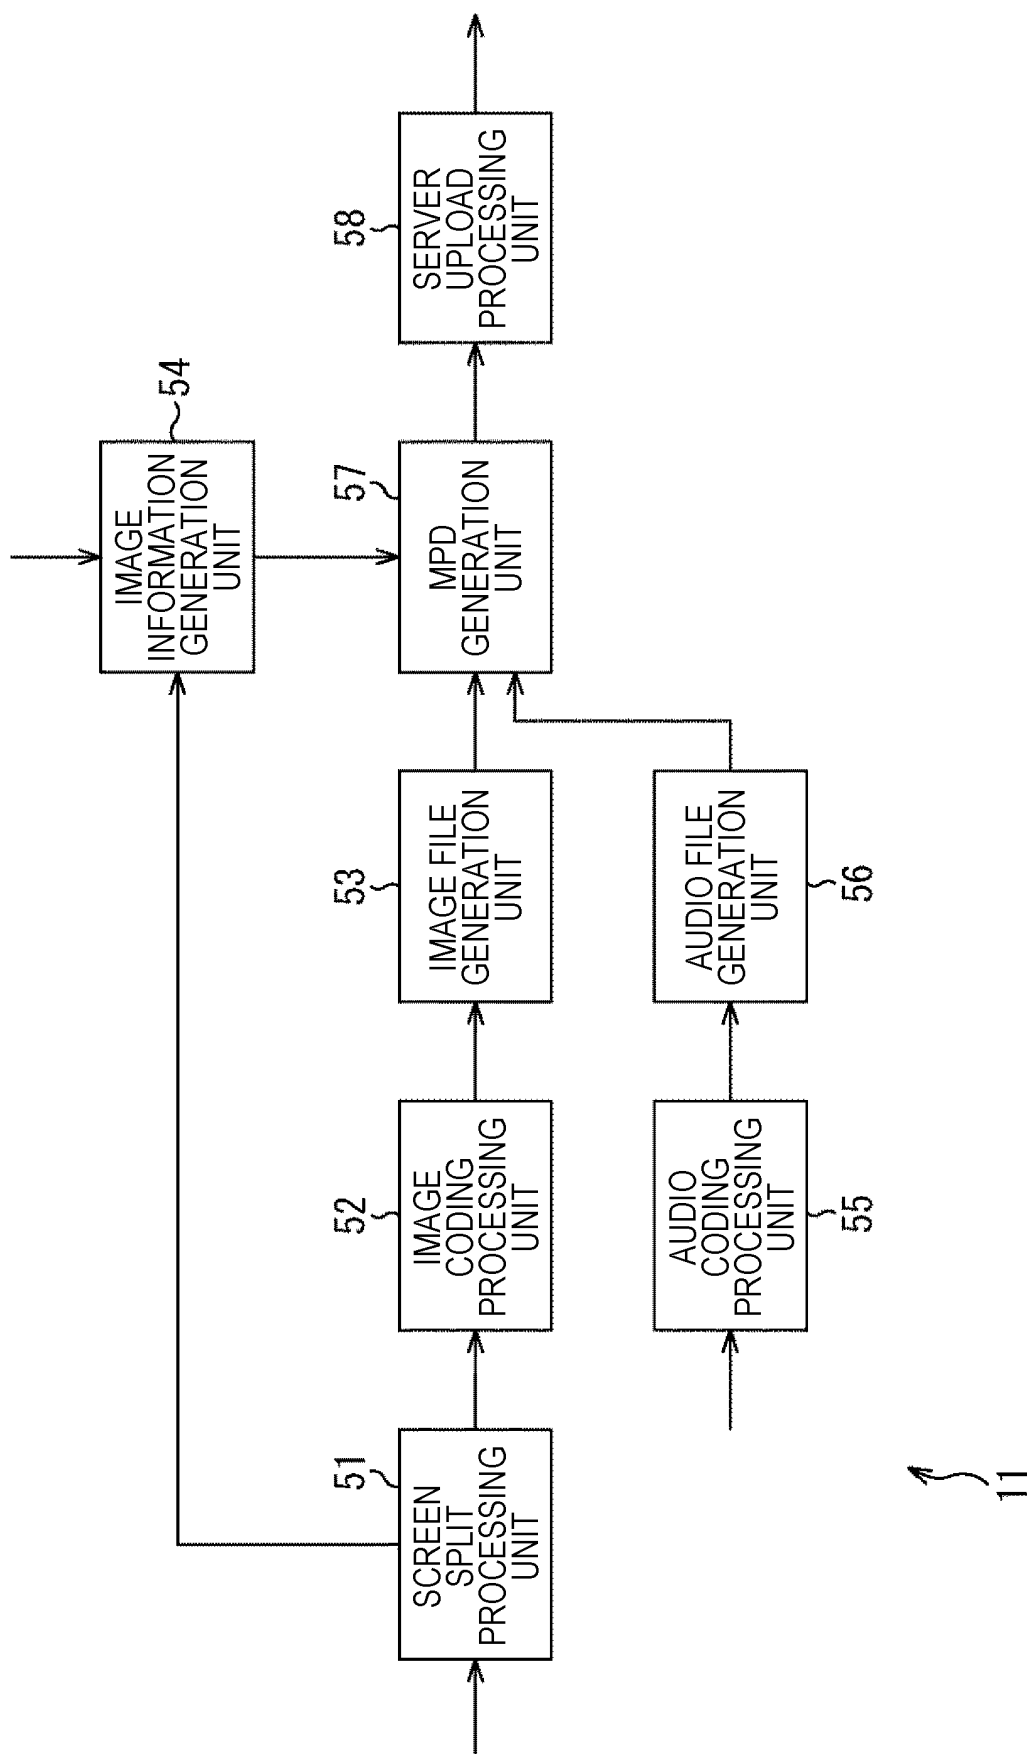 54
IMAGE
INFORMATION
GENERATION
UNIT
51
SCREEN
SPLIT
PROCESSING
UNIT
52
IMAGE
CODING
PROCESSING
UNIT
53
IMAGE FILE
GENERATION
UNIT
57
MPD
GENERATION
UNIT
58
SERVER
UPLOAD
PROCESSING
UNIT
AUDIO
CODING
PROCESSING
UNIT
55
AUDIO FILE
GENERATION
UNIT
56
11